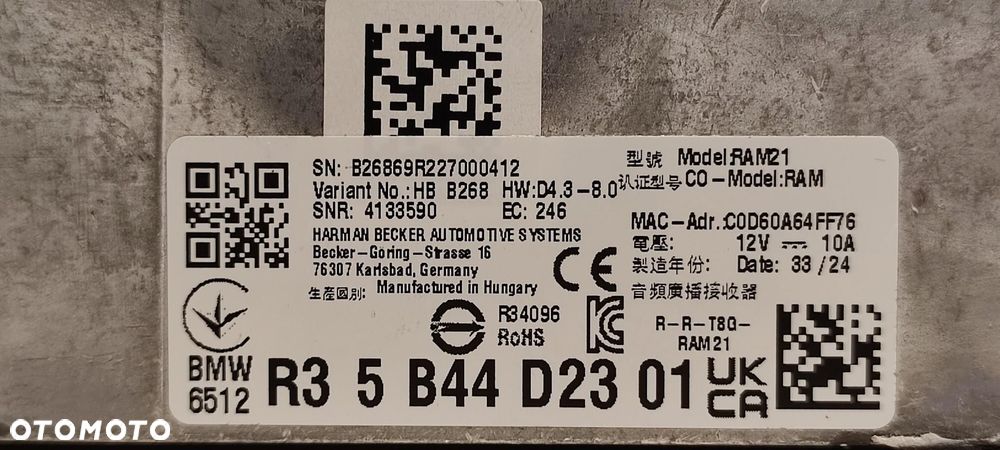 SN: B26869R227000412
Variant No.: HB B268 HW:D4.3-8.0
SNR: 4133590 EC: 246
HARMAN BECKER AUTOMOTIVE SYSTEMS
Becker-Göring-Strasse 16
76307 Karlsbad, Germany
生產國別: Manufactured in Hungary
型號 Model:RAM21
认证型号 CO-Model:RAM
MAC-Adr.:C0D60A64FF76
電壓: 12V 10A
製造年份: Date: 33/24
音頻廣播接收器
CE
R34096
RoHS
R-R-T8G-
RAM21
BMW
6512
R3 5 B44 D23 01
UK
CA
OTOMOTO